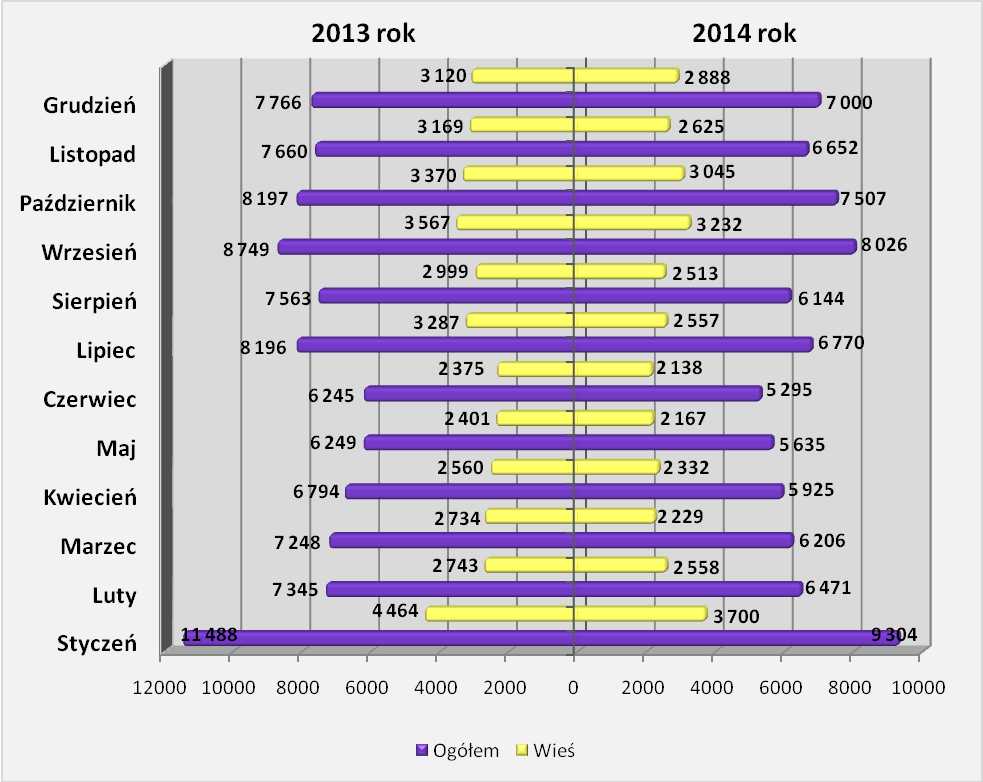 2013 rok 2014 rok
3 120 2 888
Grudzień 7 766 7 000
3 169 2 625
Listopad 7 660 6 652
3 370 3 045
Październik 8 197 7 507
3 567 3 232
Wrzesień 8 749 8 026
2 999 2 513
Sierpień 7 563 6 144
3 287 2 557
Lipiec 8 196 6 770
2 375 2 138
Czerwiec 6 245 5 295
2 401 2 167
Maj 6 249 5 635
2 560 2 332
Kwiecień 6 794 5 925
2 734 2 229
Marzec 7 248 6 206
2 743 2 558
Luty 7 345 6 471
4 464 3 700
Styczeń 11 488 9 304
12000 10000 8000 6000 4000 2000 0 2000 4000 6000 8000 10000
Ogółem Wieś